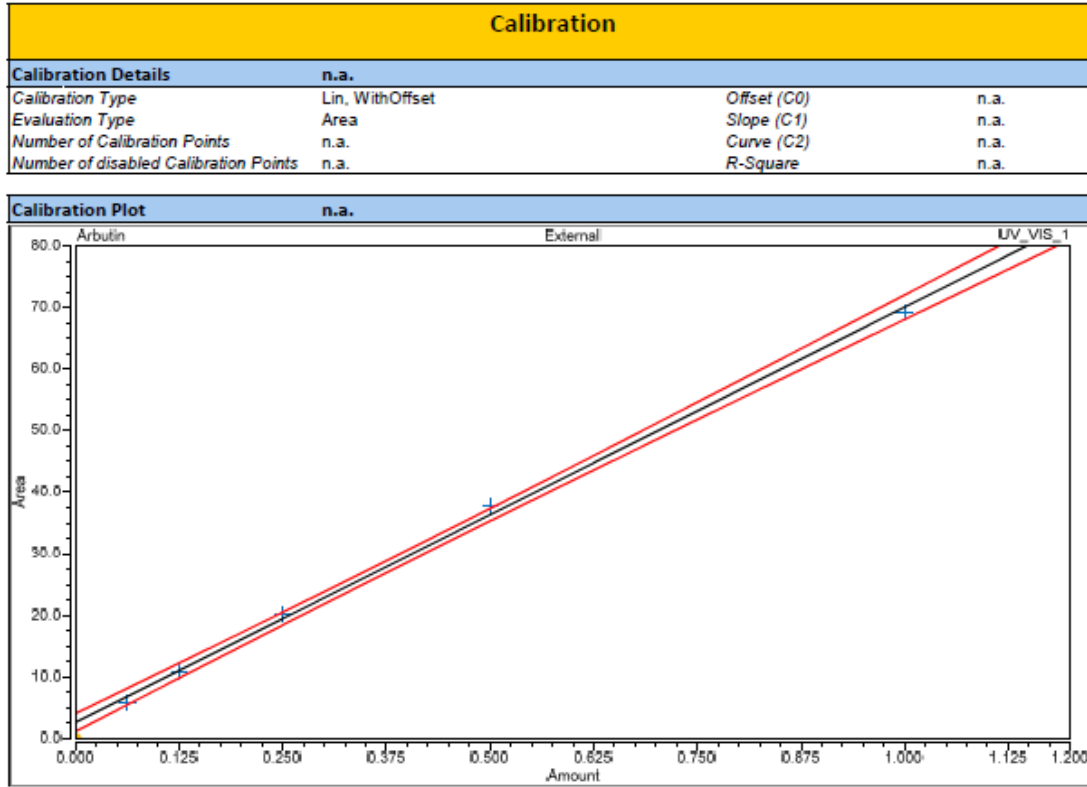 Calibration
Calibration Details n.a.
Calibration Type Lin, WithOffset Offset (C0) n.a.
Evaluation Type Area Slope (C1) n.a.
Number of Calibration Points n.a. Curve (C2) n.a.
Number of disabled Calibration Points n.a. R-Square n.a.
Calibration Plot n.a.
Arbutin External UV_VIS_1
80.0
70.0
60.0
50.0
40.0
30.0
20.0
10.0
0.0
Area
0.000 0.125 0.250 0.375 0.500 0.625 0.750 0.875 1.000 1.125 1.200
Amount